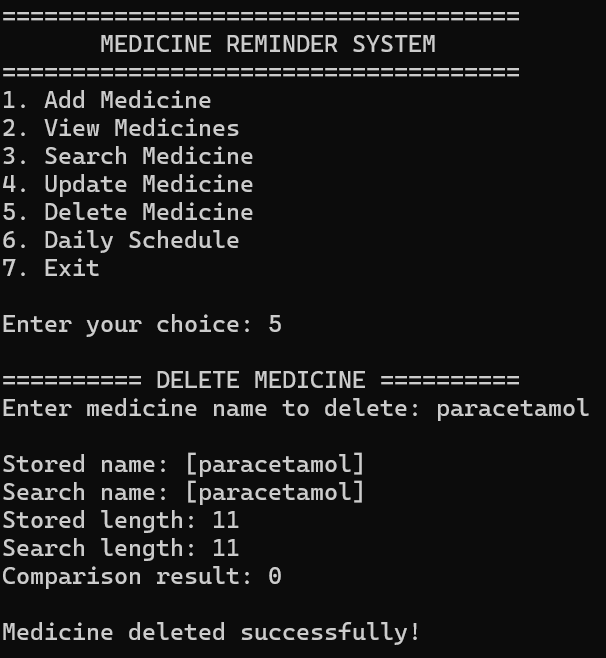 =====================================
MEDICINE REMINDER SYSTEM
=====================================
1. Add Medicine
2. View Medicines
3. Search Medicine
4. Update Medicine
5. Delete Medicine
6. Daily Schedule
7. Exit
Enter your choice: 5
========== DELETE MEDICINE ==========
Enter medicine name to delete: paracetamol
Stored name: [paracetamol]
Search name: [paracetamol]
Stored length: 11
Search length: 11
Comparison result: 0
Medicine deleted successfully!